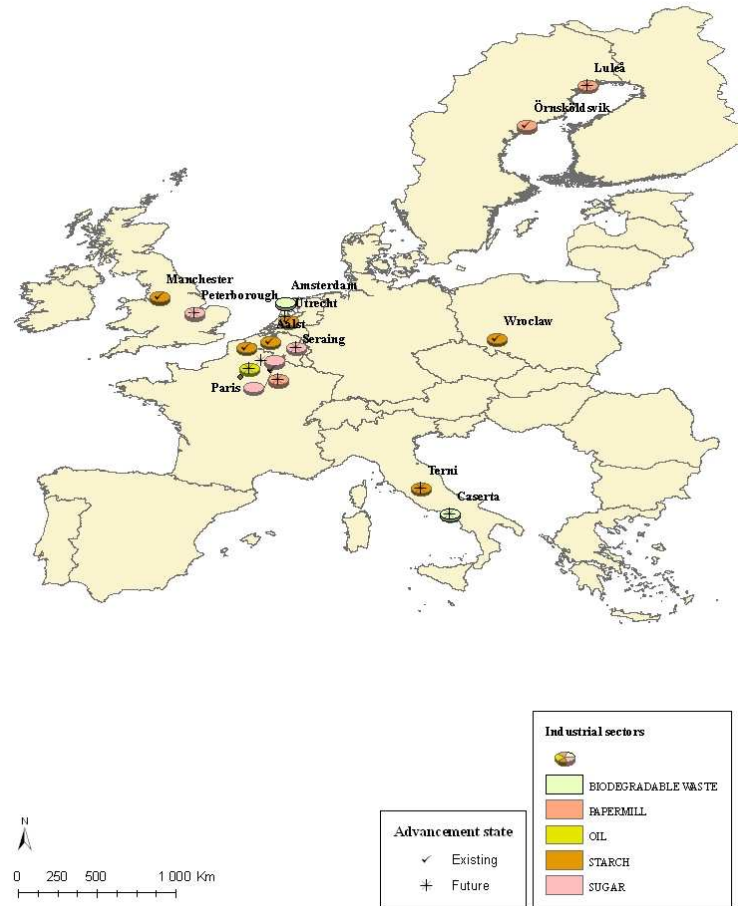 Luleå
Örnsköldsvik
Manchester
Peterborough
Amsterdam
Utrecht
Aalst
Seraing
Wroclaw
Paris
Terni
Caserta
N
0 250 500 1 000 Km
Advancement state
Existing
Future
Industrial sectors
BIODEGRADABLE WASTE
PAPERMILL
OIL
STARCH
SUGAR